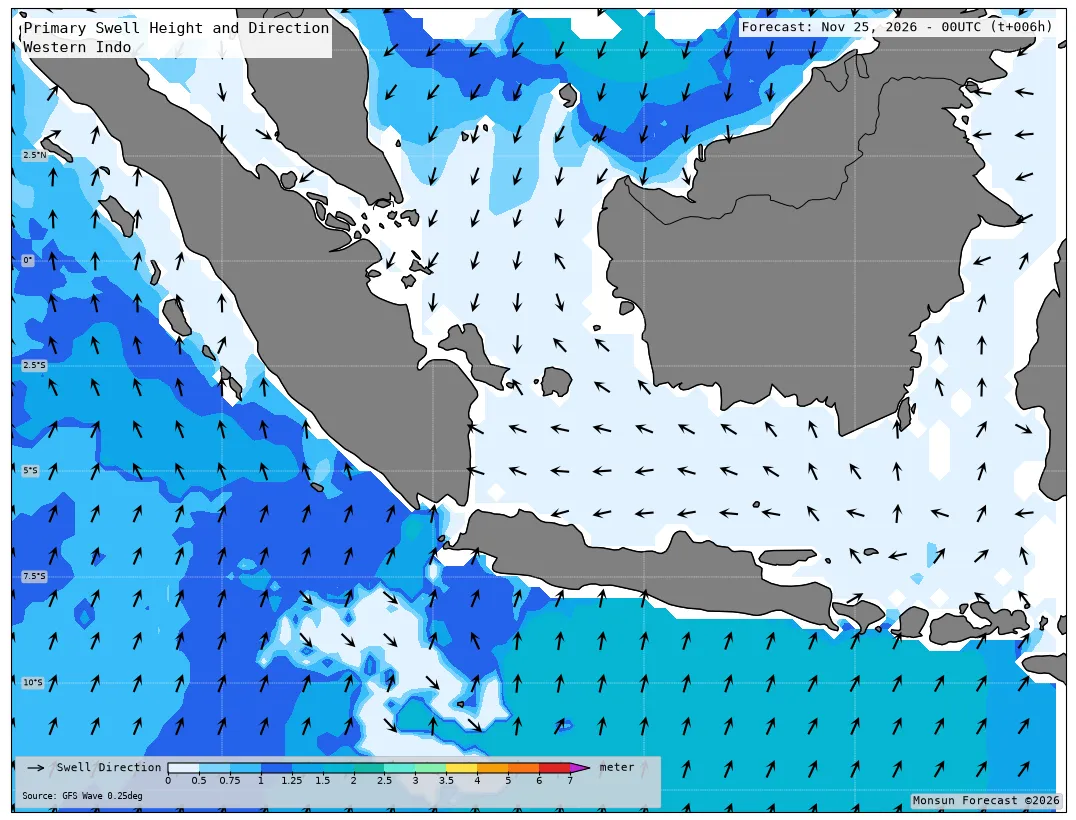 Primary Swell Height and Direction
Western Indo
Forecast: Nov 25, 2026 - 00UTC (t+006h)
2.5°N
0°
2.5°S
5°S
7.5°S
10°S
Swell Direction
0 0.5 0.75 1 1.25 1.5 2 2.5 3 3.5 4 5 6 7
meter
Source: GFS Wave 0.25deg
Monsun Forecast ©2026